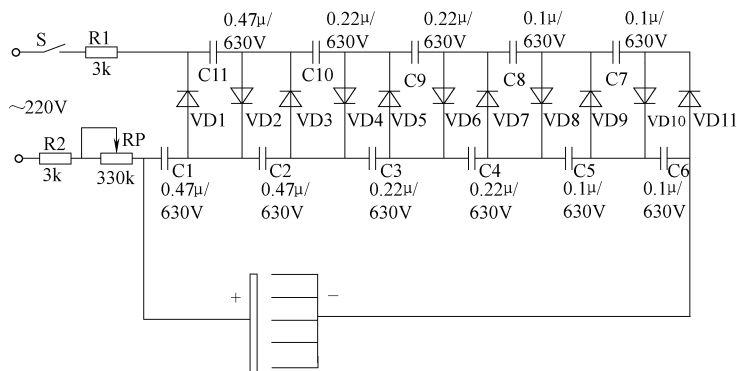 0.47μ/
630V
0.22μ/
630V
0.22μ/
630V
0.1μ/
630V
0.1μ/
630V
S
R1
3k
C11
C10
C9
C8
C7
~220V
VD1
VD2
VD3
VD4
VD5
VD6
VD7
VD8
VD9
VD10
VD11
R2
3k
RP
330k
C1
0.47μ/
630V
C2
0.47μ/
630V
C3
0.22μ/
630V
C4
0.22μ/
630V
C5
0.1μ/
630V
C6
0.1μ/
630V
+
−